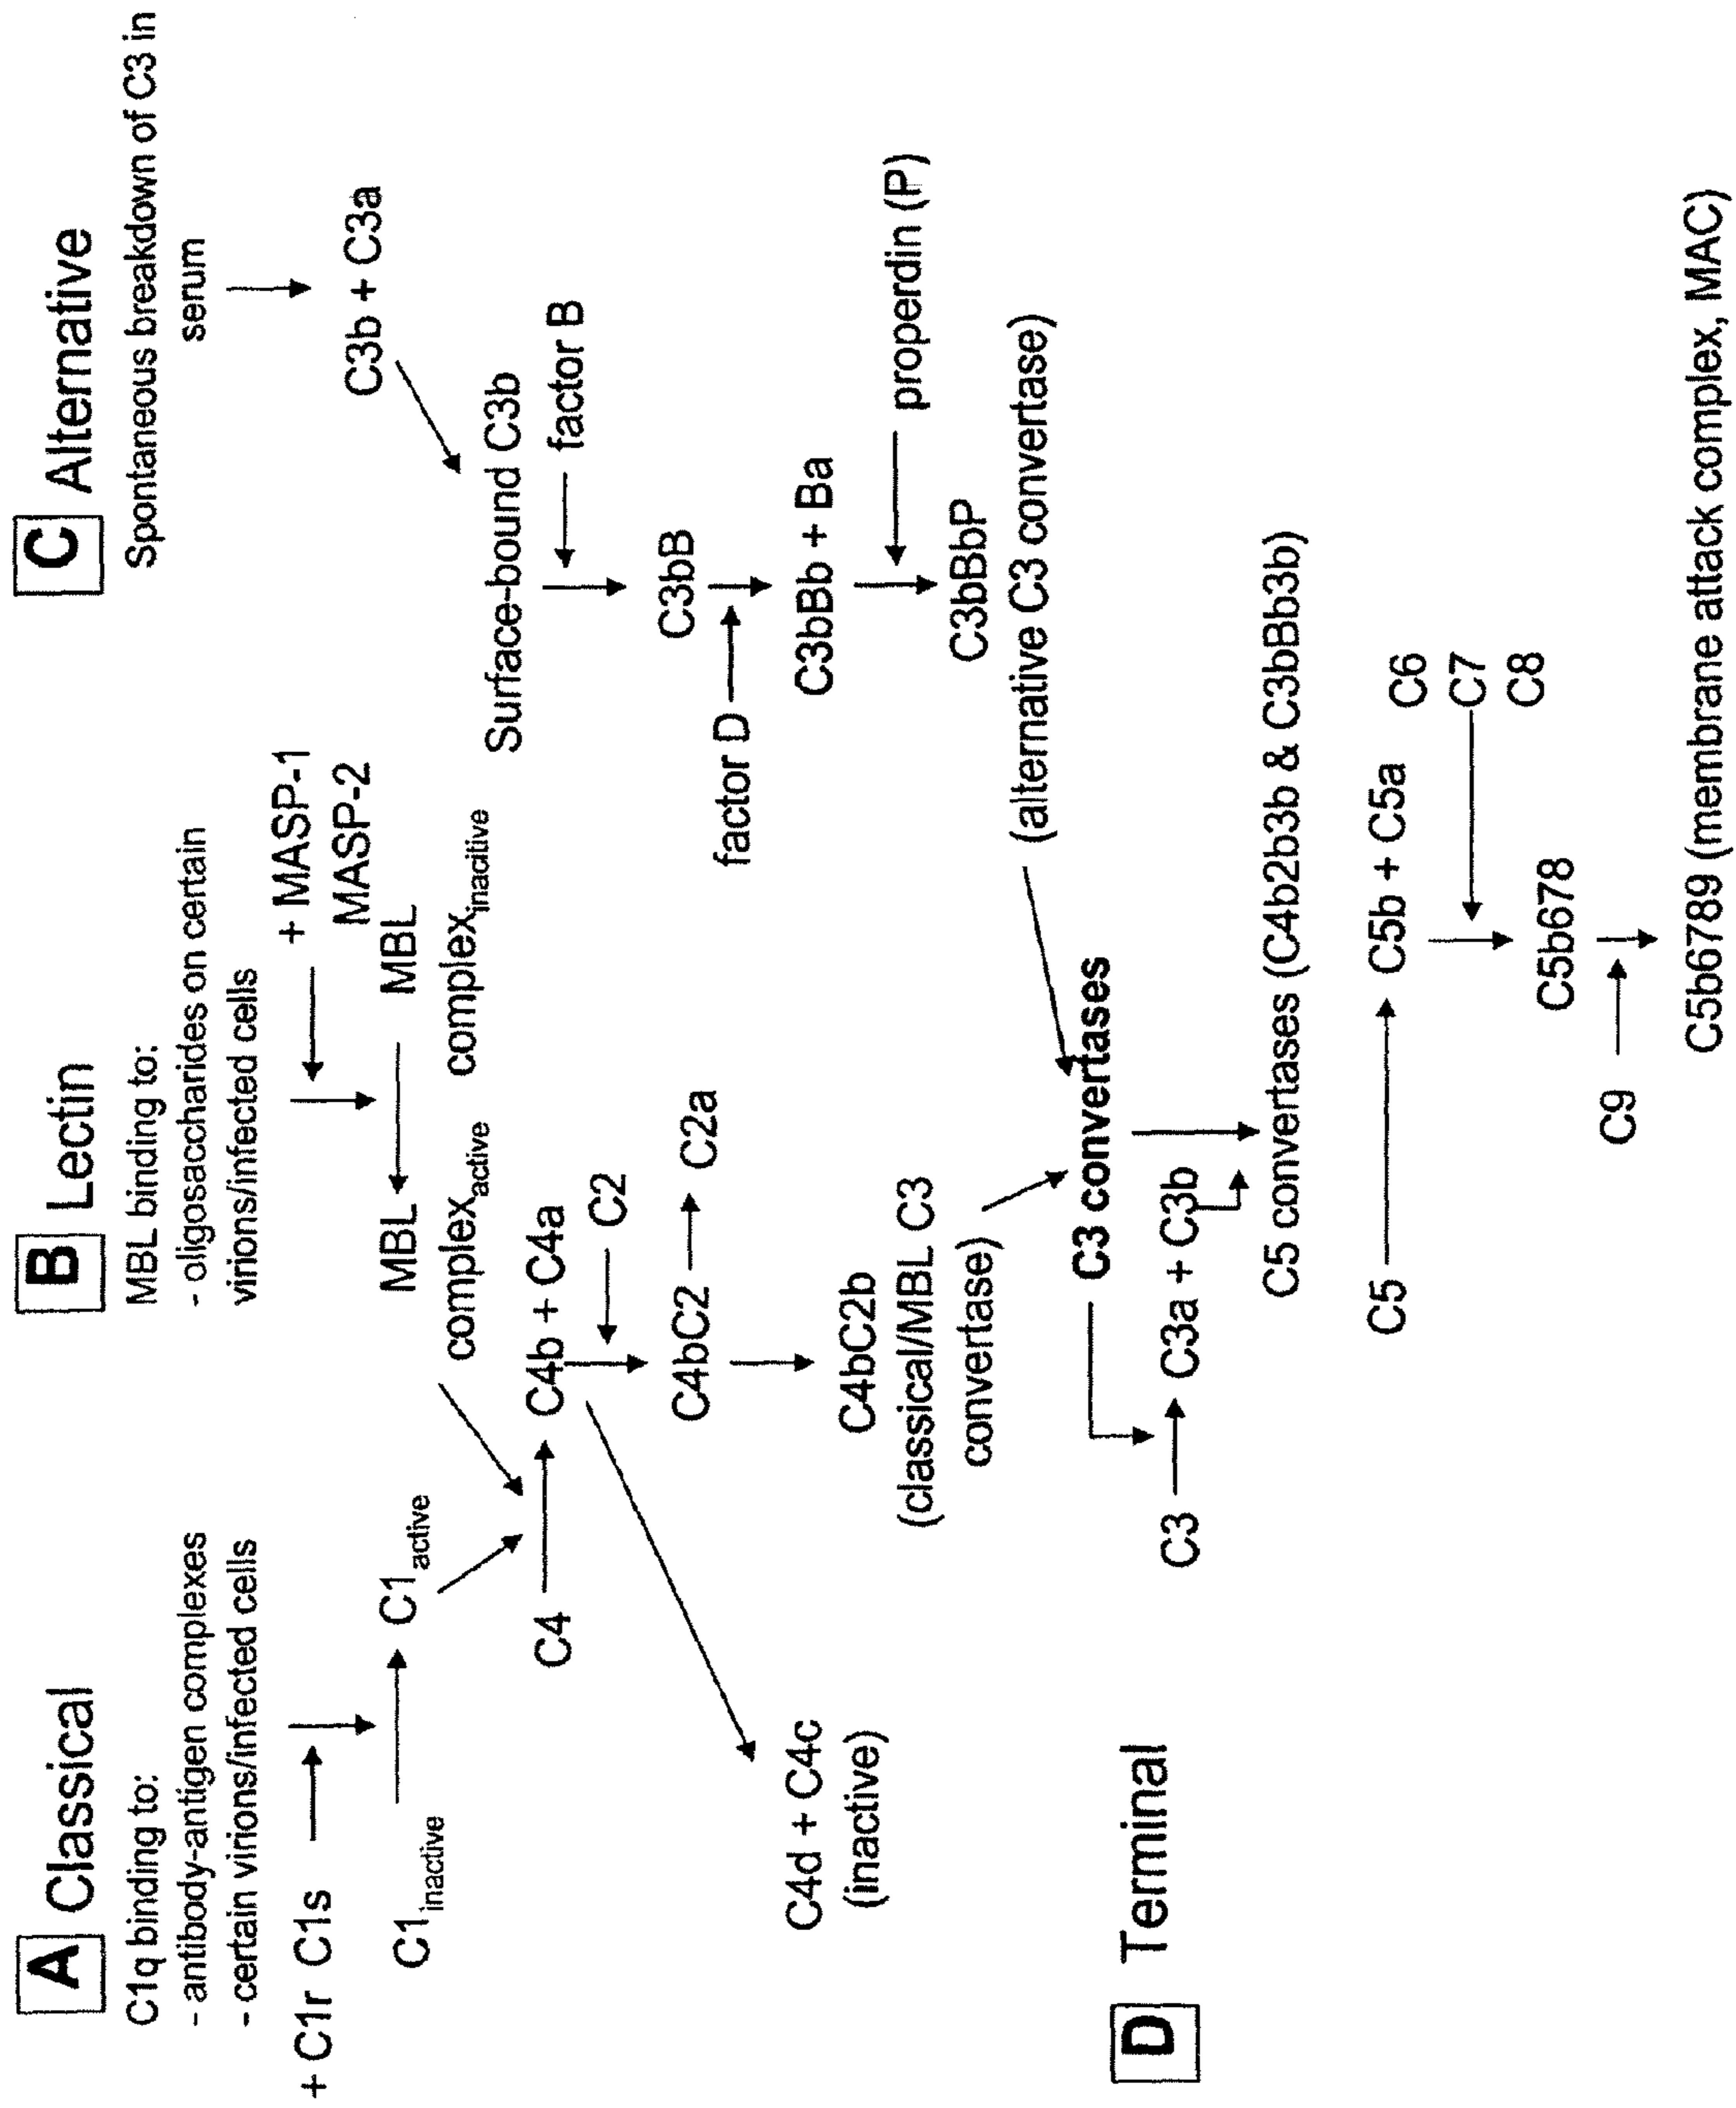 A Classical
C1q binding to:
- antibody-antigen complexes
- certain virions/infected cells
+ C1r C1s
C1inactive
C1active
B Lectin
MBL binding to:
- oligosaccharides on certain
virions/infected cells
+ MASP-1
MASP-2
MBL
complexactive
MBL
complexinacitive
C Alternative
Spontaneous breakdown of C3 in
serum
C3b + C3a
Surface-bound C3b
factor B
C3bB
factor D
C3bBb + Ba
properdin (P)
C3bBbP
(alternative C3 convertase)
C4
C4b + C4a
C2
C4bC2
C2a
C4d + C4c
(inactive)
C4bC2b
(classical/MBL C3
convertase)
D Terminal
C3 convertases
C3
C3a + C3b
C5 convertases (C4b2b3b & C3bBb3b)
C5
C5b + C5a
C6
C7
C8
C5b678
C9
C5b6789 (membrane attack complex, MAC)